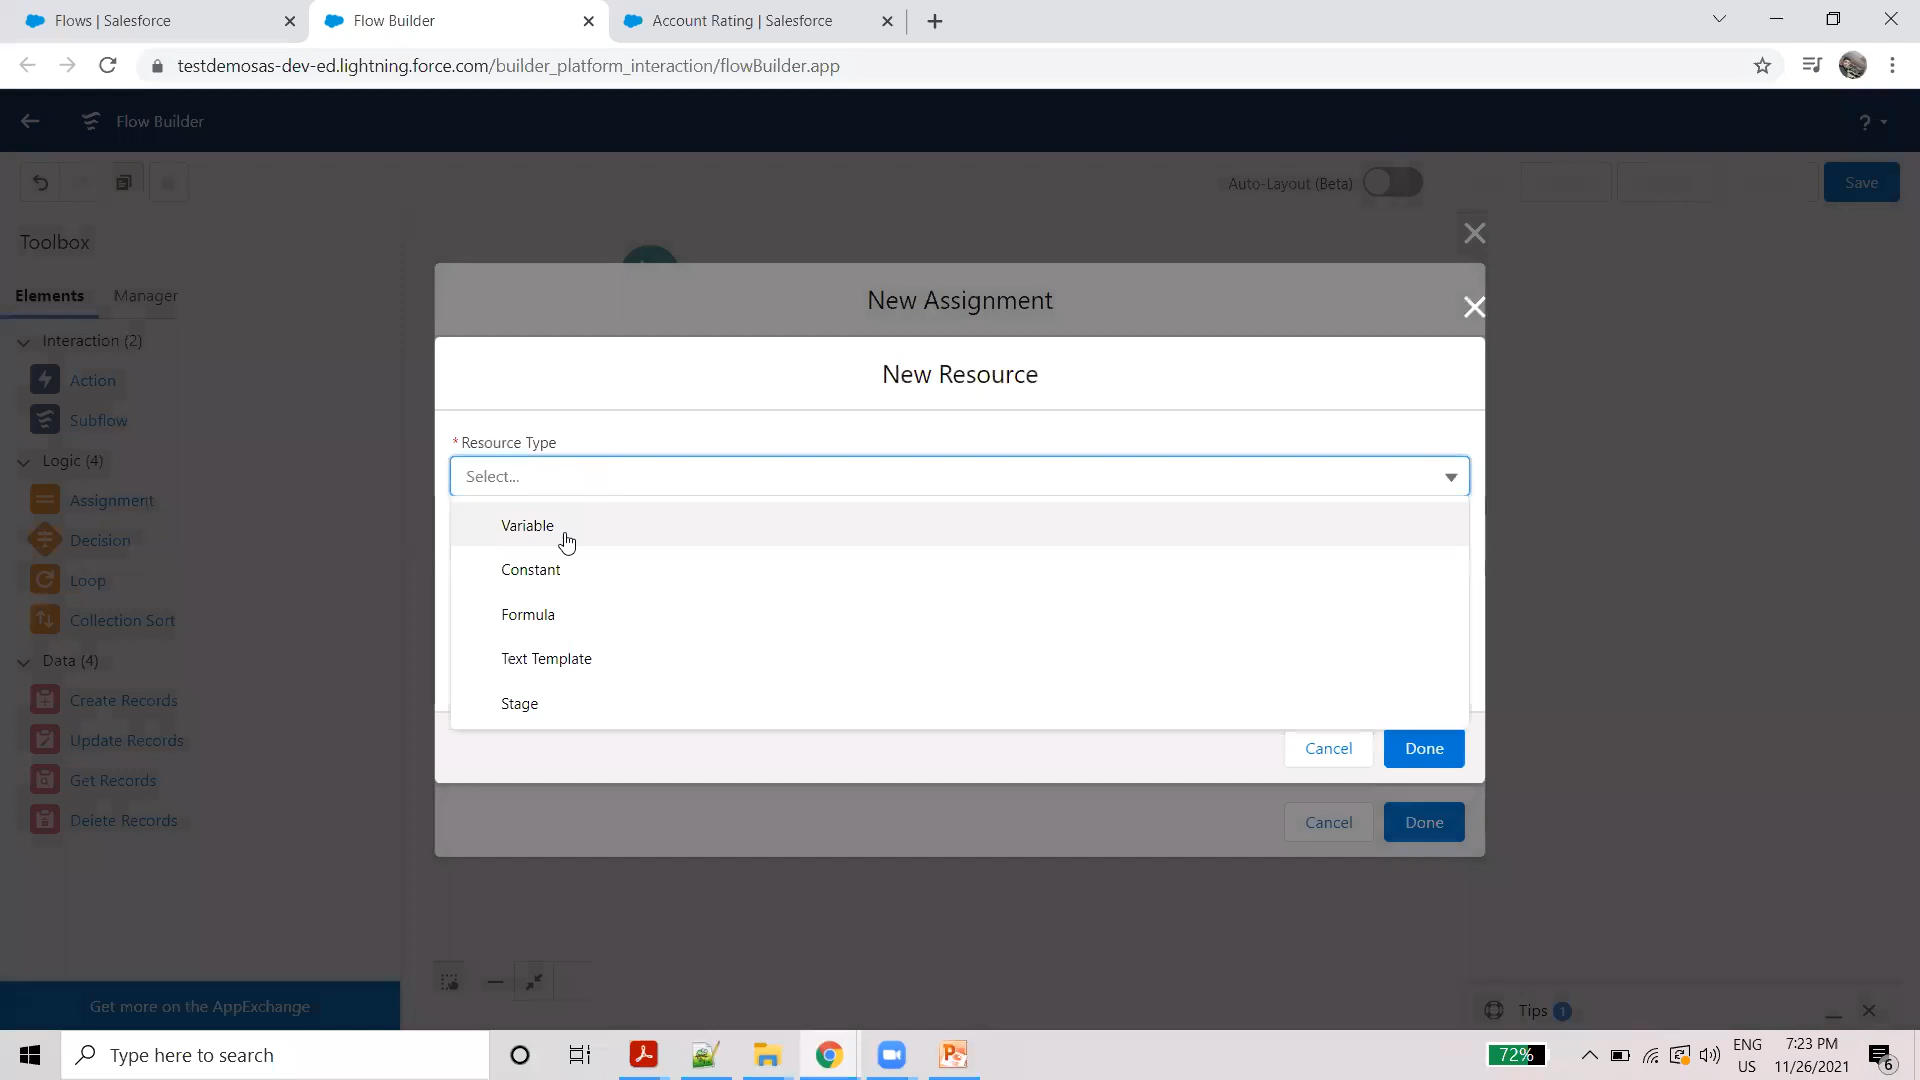 Flows | Salesforce
Flow Builder
Account Rating | Salesforce
testdemosas-dev-ed.lightning.force.com/builder_platform_interaction/flowBuilder.app
Flow Builder
?
Auto-Layout (Beta)
Save
Toolbox
Elements
Manager
New Assignment
New Resource
Interaction (2)
Action
Subflow
*Resource Type
Select...
Logic (4)
Assignment
Decision
Loop
Collection Sort
Variable
Constant
Formula
Text Template
Stage
Data (4)
Create Records
Update Records
Get Records
Delete Records
Cancel
Done
Cancel
Done
Get more on the AppExchange
Tips 1
Type here to search
72%
ENG
US
7:23 PM
11/26/2021
6